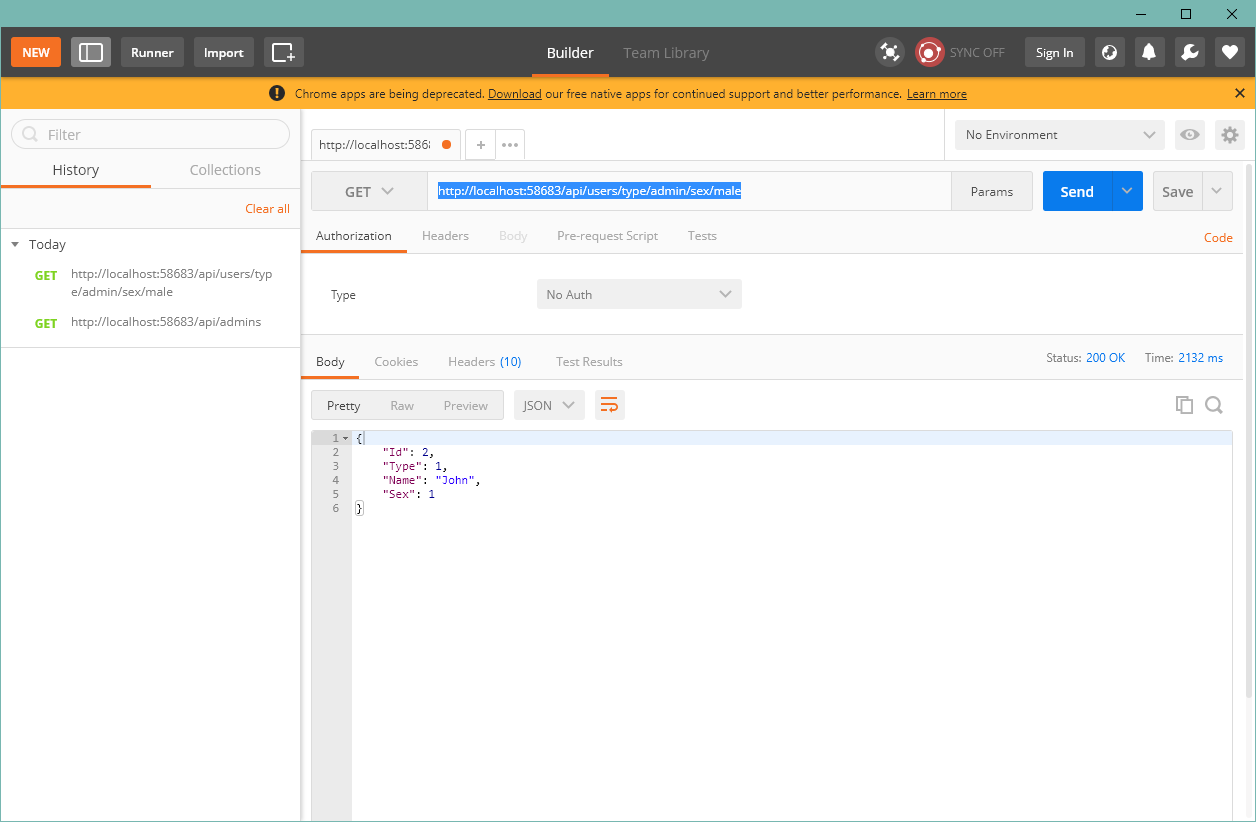 NEW Runner Import Builder Team Library SYNC OFF Sign In
Chrome apps are being deprecated. Download our free native apps for continued support and better performance. Learn more
Filter
History Collections
Clear all
Today
GET http://localhost:58683/api/users/typ
e/admin/sex/male
GET http://localhost:58683/api/admins
http://localhost:586 + No Environment
GET http://localhost:58683/api/users/type/admin/sex/male Params Send Save
Authorization Headers Body Pre-request Script Tests Code
Type No Auth
Body Cookies Headers (10) Test Results Status: 200 OK Time: 2132 ms
Pretty Raw Preview JSON
1 {
2 "Id": 2,
3 "Type": 1,
4 "Name": "John",
5 "Sex": 1
6 }